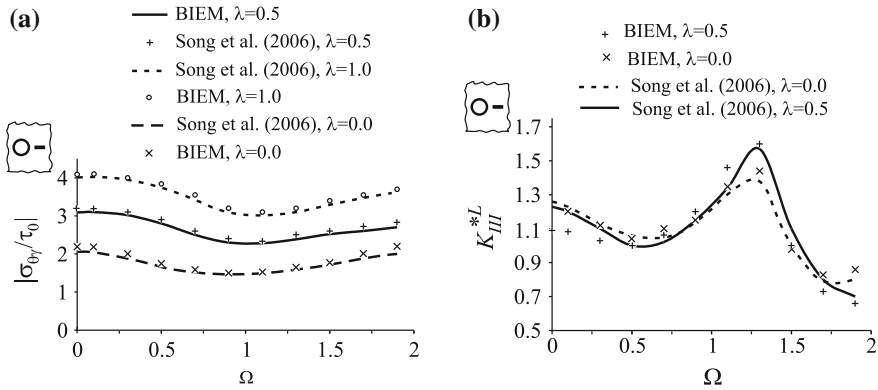 (a)
BIEM, λ=0.5
Song et al. (2006), λ=0.5
Song et al. (2006), λ=1.0
BIEM, λ=1.0
Song et al. (2006), λ=0.0
BIEM, λ=0.0
|σθγ/τ0|
4
3
2
1
0
0 0.5 1 1.5 2
Ω
(b)
BIEM, λ=0.5
BIEM, λ=0.0
Song et al. (2006), λ=0.0
Song et al. (2006), λ=0.5
K*L III
1.7
1.5
1.3
1.1
0.9
0.7
0.5
0 0.5 1 1.5 2
Ω